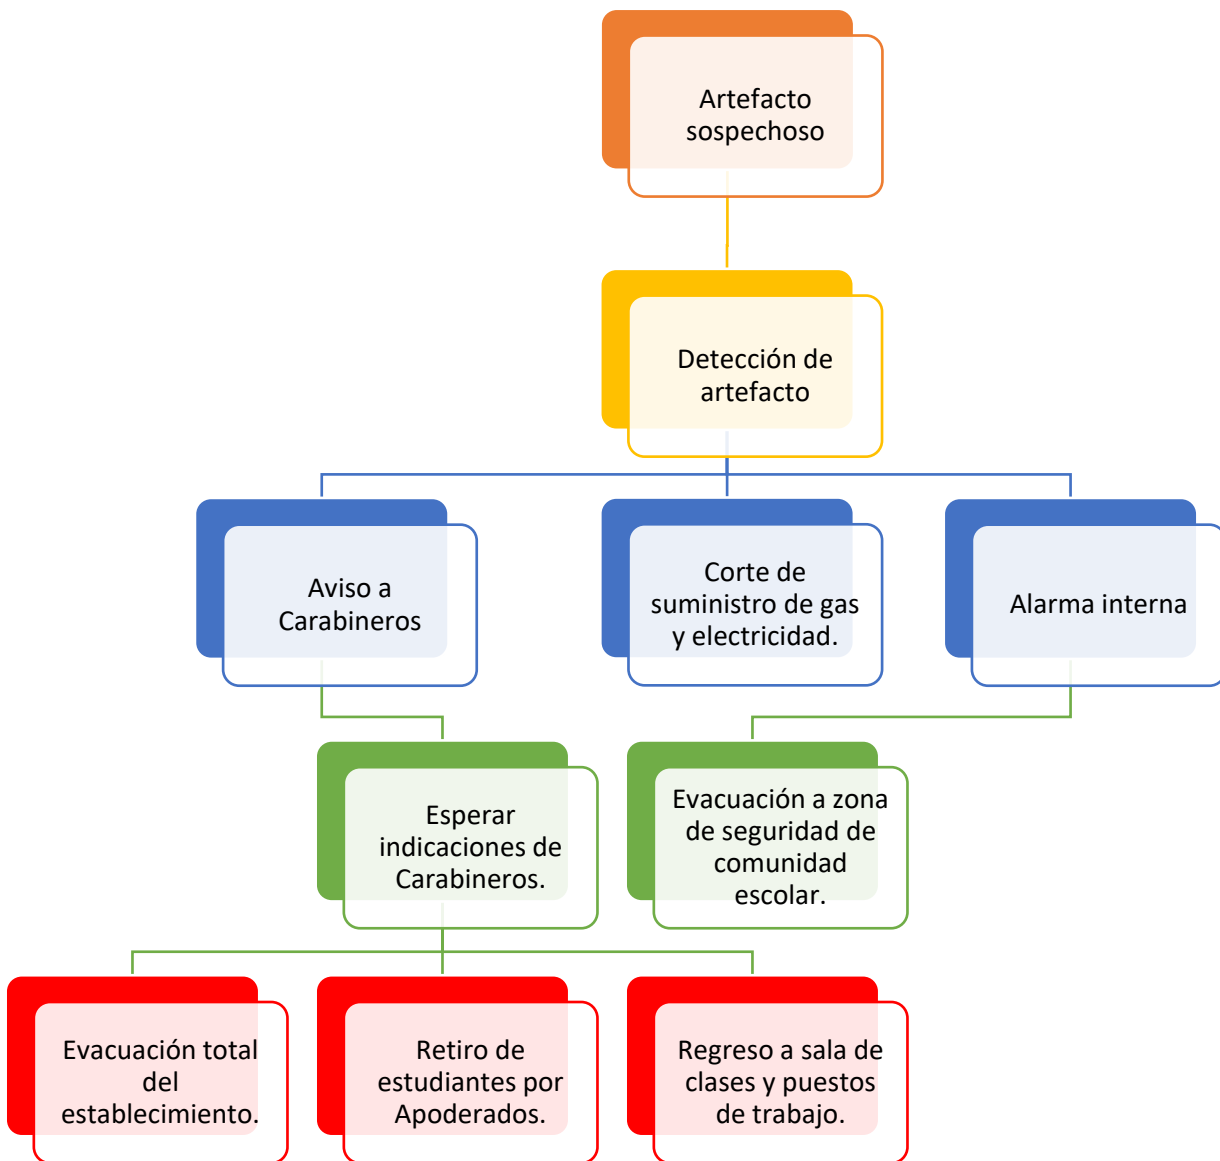 Artefacto
sospechoso
Detección de
artefacto
Aviso a
Carabineros
Corte de
suministro de gas
y electricidad.
Alarma interna
Esperar
indicaciones de
Carabineros.
Evacuación a zona
de seguridad de
comunidad
escolar.
Evacuación total
del
establecimiento.
Retiro de
estudiantes por
Apoderados.
Regreso a sala de
clases y puestos
de trabajo.